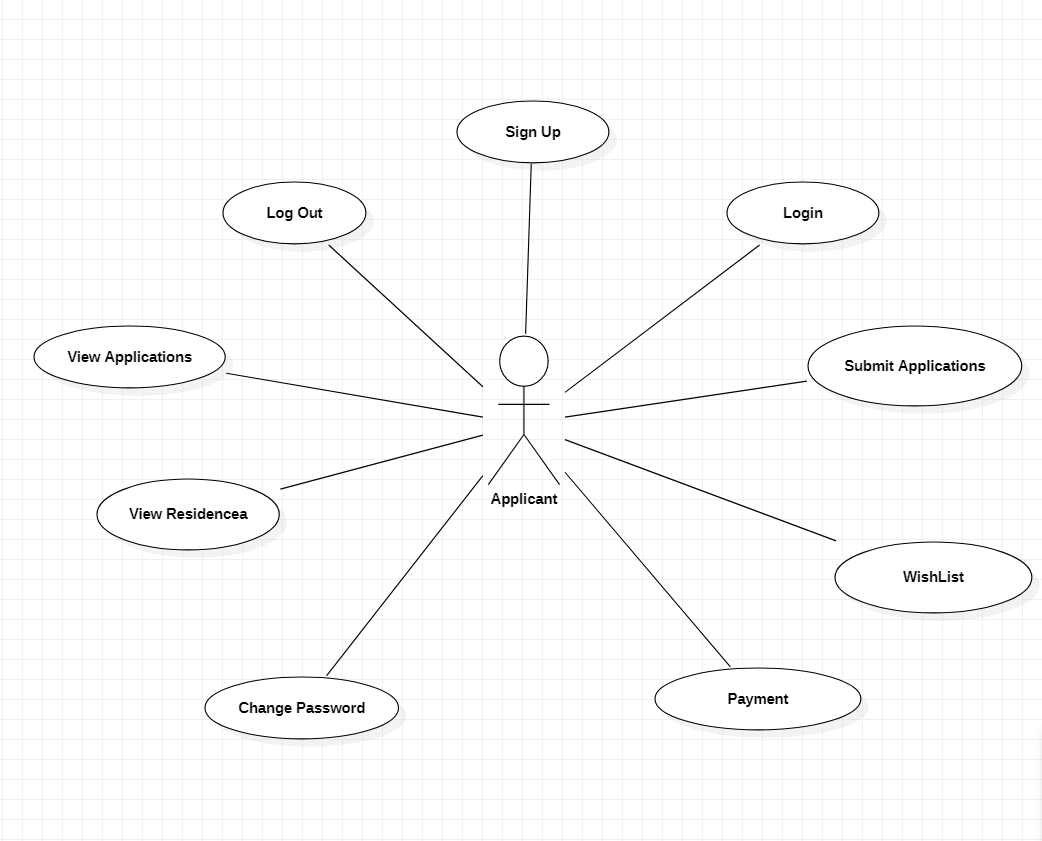 Sign Up
Log Out
Login
View Applications
Submit Applications
Applicant
View Residencea
WishList
Change Password
Payment